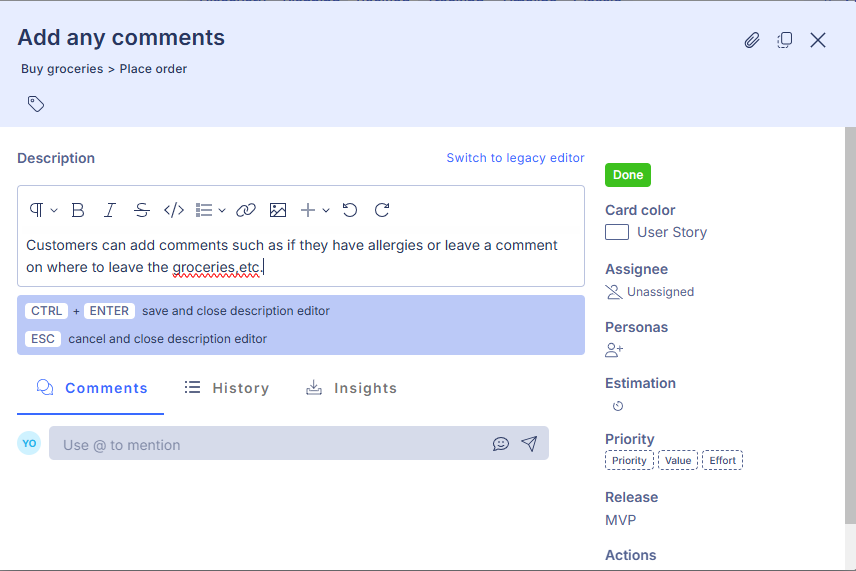 Add any comments
Buy groceries > Place order
Description
Switch to legacy editor
Customers can add comments such as if they have allergies or leave a comment
on where to leave the groceries,etc.
CTRL + ENTER save and close description editor
ESC cancel and close description editor
Comments History Insights
YO Use @ to mention
Done
Card color
User Story
Assignee
Unassigned
Personas
Estimation
Priority
Priority Value Effort
Release
MVP
Actions